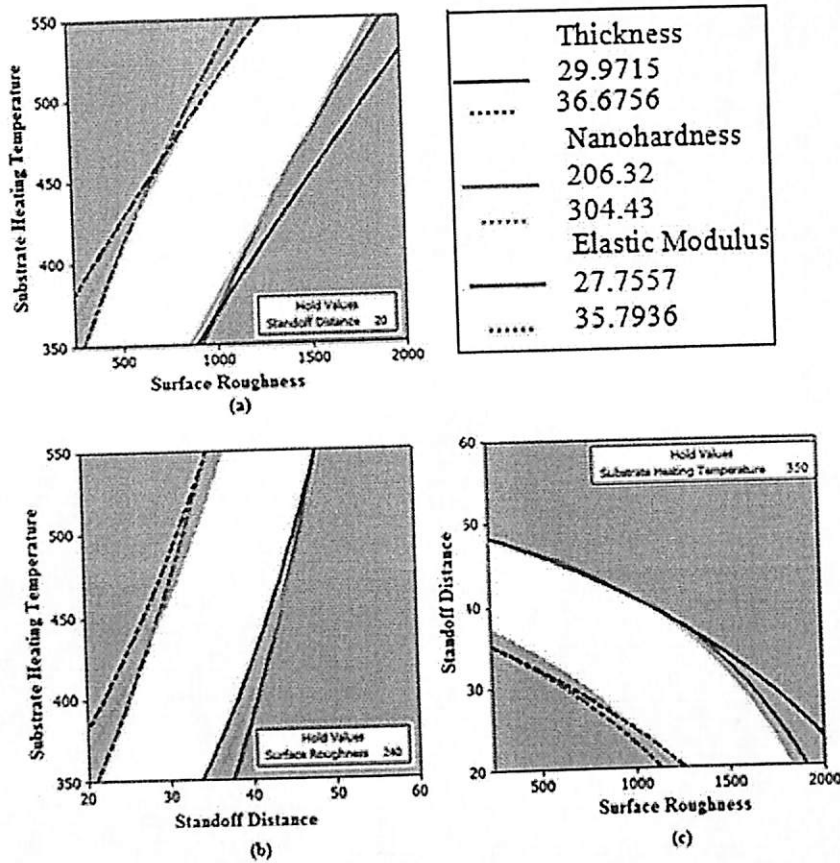 550
500
450
400
350
Substrate Heating Temperature
Hold Values
Standoff Distance 20
500 1000 1500 2000
Surface Roughness
(a)
Thickness
29.9715
36.6756
Nanohardness
206.32
304.43
Elastic Modulus
27.7557
35.7936
550
500
450
400
350
Substrate Heating Temperature
Hold Values
Surface Roughness 240
20 30 40 50 60
Standoff Distance
(b)
60
50
40
30
20
Standoff Distance
Hold Values
Substrate Heating Temperature 350
500 1000 1500 2000
Surface Roughness
(c)